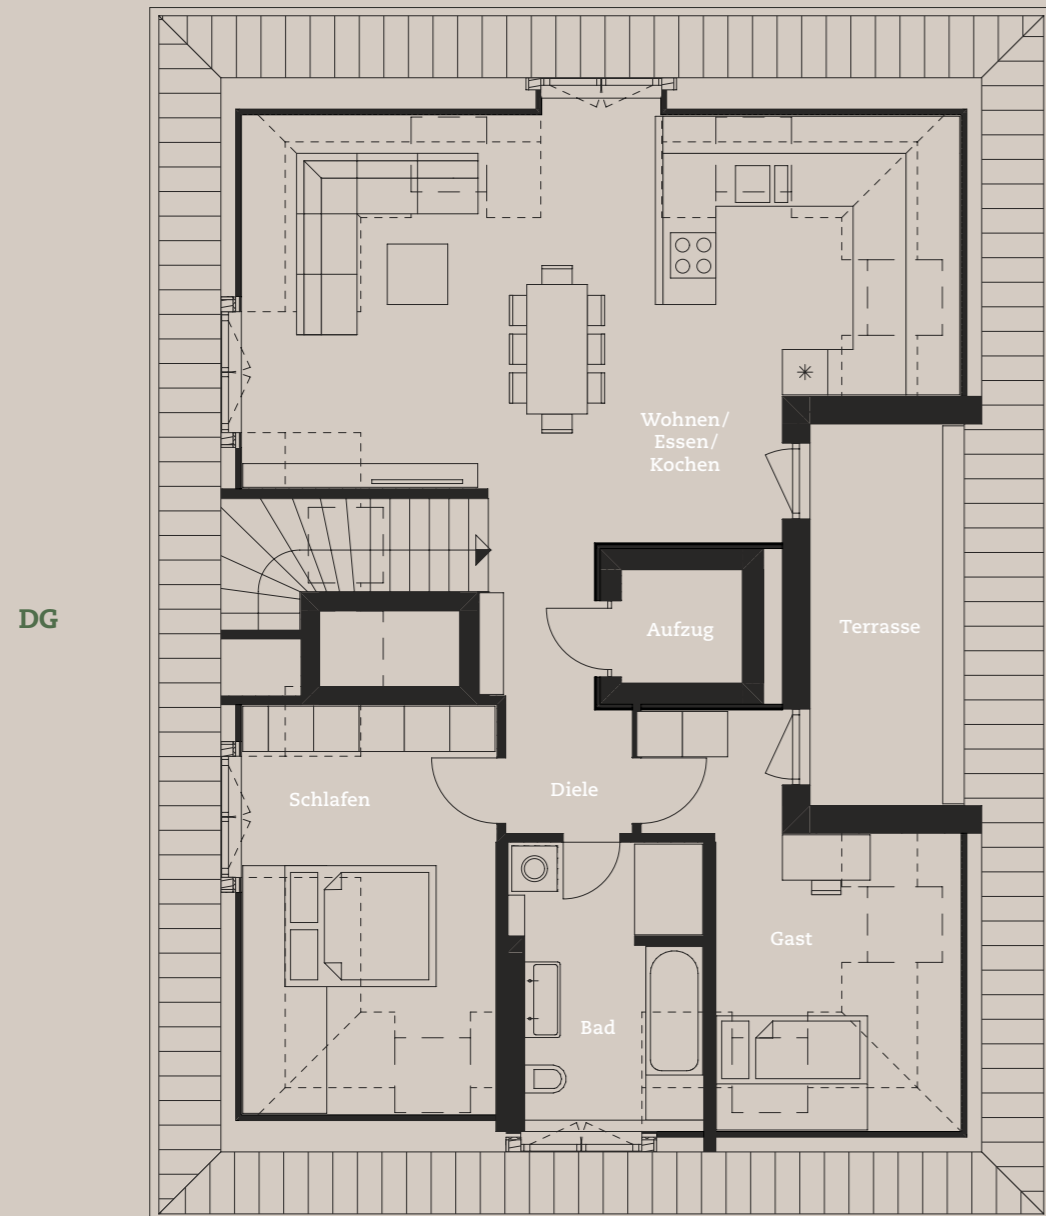 Wohnen/
Essen/
Kochen
DG
Aufzug
Terrasse
Diele
Schlafen
Gast
Bad